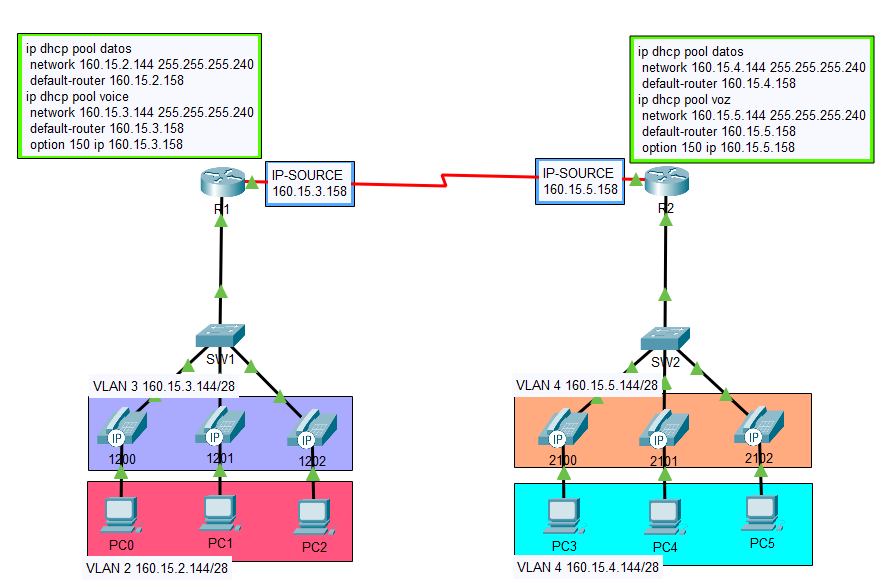 ip dhcp pool datos
network 160.15.2.144 255.255.255.240
default-router 160.15.2.158
ip dhcp pool voice
network 160.15.3.144 255.255.255.240
default-router 160.15.3.158
option 150 ip 160.15.3.158
ip dhcp pool datos
network 160.15.4.144 255.255.255.240
default-router 160.15.4.158
ip dhcp pool voz
network 160.15.5.144 255.255.255.240
default-router 160.15.5.158
option 150 ip 160.15.5.158
IP-SOURCE
160.15.3.158
IP-SOURCE
160.15.5.158
R1
R2
SW1
SW2
VLAN 3 160.15.3.144/28
VLAN 4 160.15.5.144/28
IP
IP
IP
IP
IP
IP
1200
1201
1202
2100
2101
2102
PC0
PC1
PC2
PC3
PC4
PC5
VLAN 2 160.15.2.144/28
VLAN 4 160.15.4.144/28